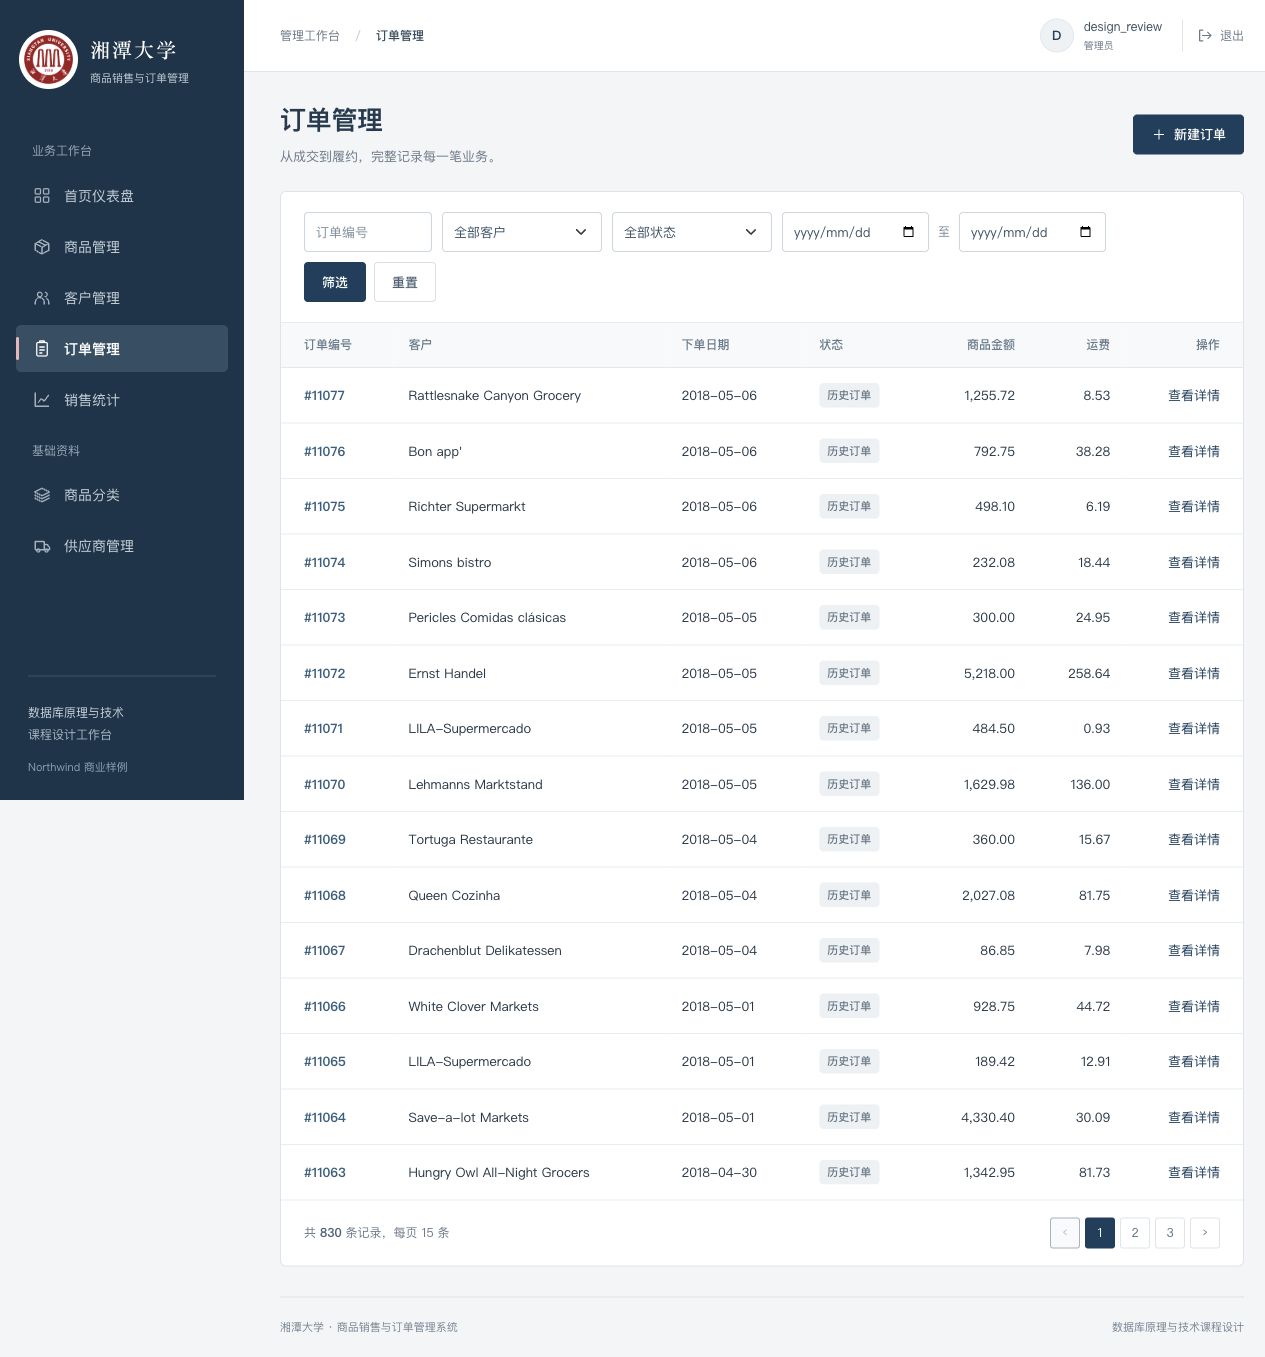 湘潭大学
商品销售与订单管理
业务工作台
首页仪表盘
商品管理
客户管理
订单管理
销售统计
基础资料
商品分类
供应商管理
数据库原理与技术
课程设计工作台
Northwind 商业样例
管理工作台 / 订单管理
D design_review
管理员
退出
订单管理
从成交到履约，完整记录每一笔业务。
+ 新建订单
订单编号 全部客户 全部状态 yyyy/mm/dd 至 yyyy/mm/dd
筛选 重置
订单编号 客户 下单日期 状态 商品金额 运费 操作
#11077 Rattlesnake Canyon Grocery 2018-05-06 历史订单 1,255.72 8.53 查看详情
#11076 Bon app' 2018-05-06 历史订单 792.75 38.28 查看详情
#11075 Richter Supermarkt 2018-05-06 历史订单 498.10 6.19 查看详情
#11074 Simons bistro 2018-05-06 历史订单 232.08 18.44 查看详情
#11073 Pericles Comidas clásicas 2018-05-05 历史订单 300.00 24.95 查看详情
#11072 Ernst Handel 2018-05-05 历史订单 5,218.00 258.64 查看详情
#11071 LILA-Supermercado 2018-05-05 历史订单 484.50 0.93 查看详情
#11070 Lehmanns Marktstand 2018-05-05 历史订单 1,629.98 136.00 查看详情
#11069 Tortuga Restaurante 2018-05-04 历史订单 360.00 15.67 查看详情
#11068 Queen Cozinha 2018-05-04 历史订单 2,027.08 81.75 查看详情
#11067 Drachenblut Delikatessen 2018-05-04 历史订单 86.85 7.98 查看详情
#11066 White Clover Markets 2018-05-01 历史订单 928.75 44.72 查看详情
#11065 LILA-Supermercado 2018-05-01 历史订单 189.42 12.91 查看详情
#11064 Save-a-lot Markets 2018-05-01 历史订单 4,330.40 30.09 查看详情
#11063 Hungry Owl All-Night Grocers 2018-04-30 历史订单 1,342.95 81.73 查看详情
共 830 条记录，每页 15 条
‹ 1 2 3 ›
湘潭大学 · 商品销售与订单管理系统
数据库原理与技术课程设计